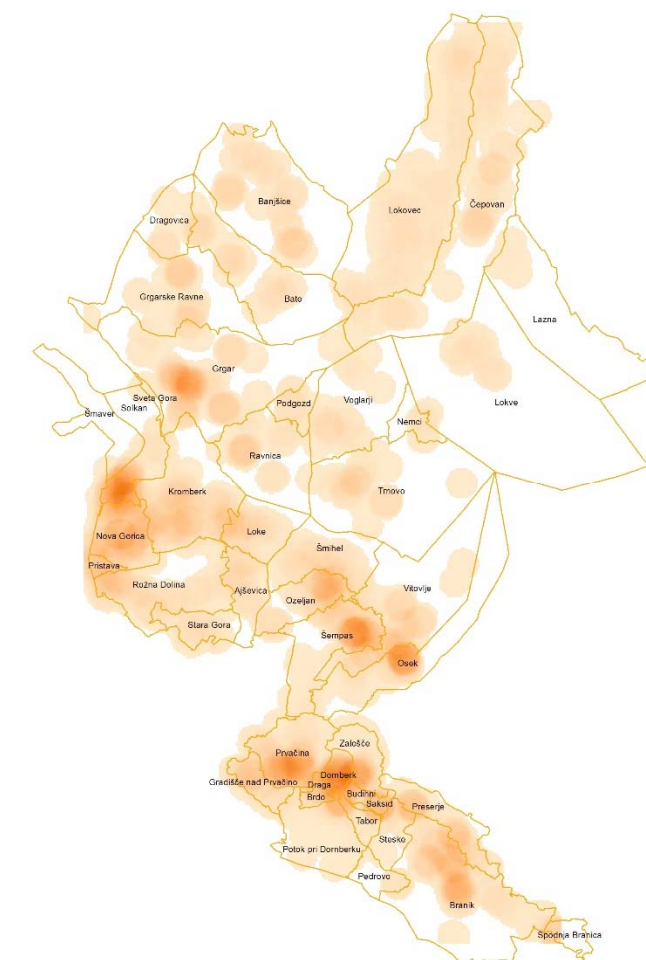 Banjšice
Lokovec
Čepovan
Dragovica
Grgarske Ravne
Bato
Lazna
Grgar
Sveta Gora
Podgozd
Voglarji
Lokve
Solkan
Šmaver
Nemci
Ravnica
Kromberk
Trnovo
Loke
Nova Gorica
Šmihel
Pristava
Rožna Dolina
Ajševica
Vitovlje
Ozeljan
Stara Gora
Šempas
Osek
Zalošče
Prvačina
Dornberk
Gradišče nad Prvačino
Draga
Budihni
Brdo
Saksid
Preserje
Tabor
Potok pri Dornberku
Steske
Pedrovo
Branik
Spodnja Branica